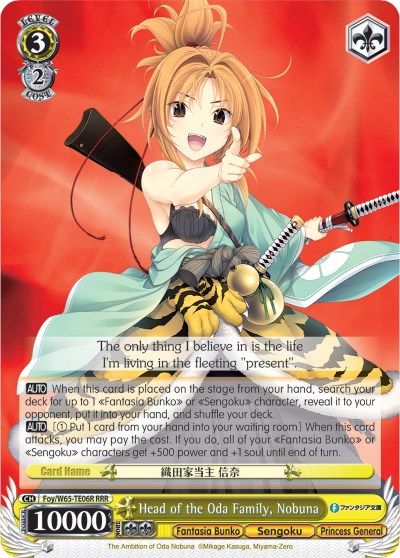 LEVEL
3
2
COST
The only thing I believe in is the life
I'm living in the fleeting "present".
AUTO When this card is placed on the stage from your hand, search your
deck for up to 1 «Fantasia Bunko» or «Sengoku» character, reveal it to your
opponent, put it into your hand, and shuffle your deck.
AUTO [① Put 1 card from your hand into your waiting room] When this card
attacks, you may pay the cost. If you do, all of your «Fantasia Bunko» or
«Sengoku» characters get +500 power and +1 soul until end of turn.
Card Name 織田家当主 信奈
CH Foy/W65-TE06R RRR Head of the Oda Family, Nobuna ファンタジア文庫
POWER 10000 SOUL Fantasia Bunko Sengoku Princess General
The Ambition of Oda Nobuna ©Mikage Kasuga, Miyama-Zero